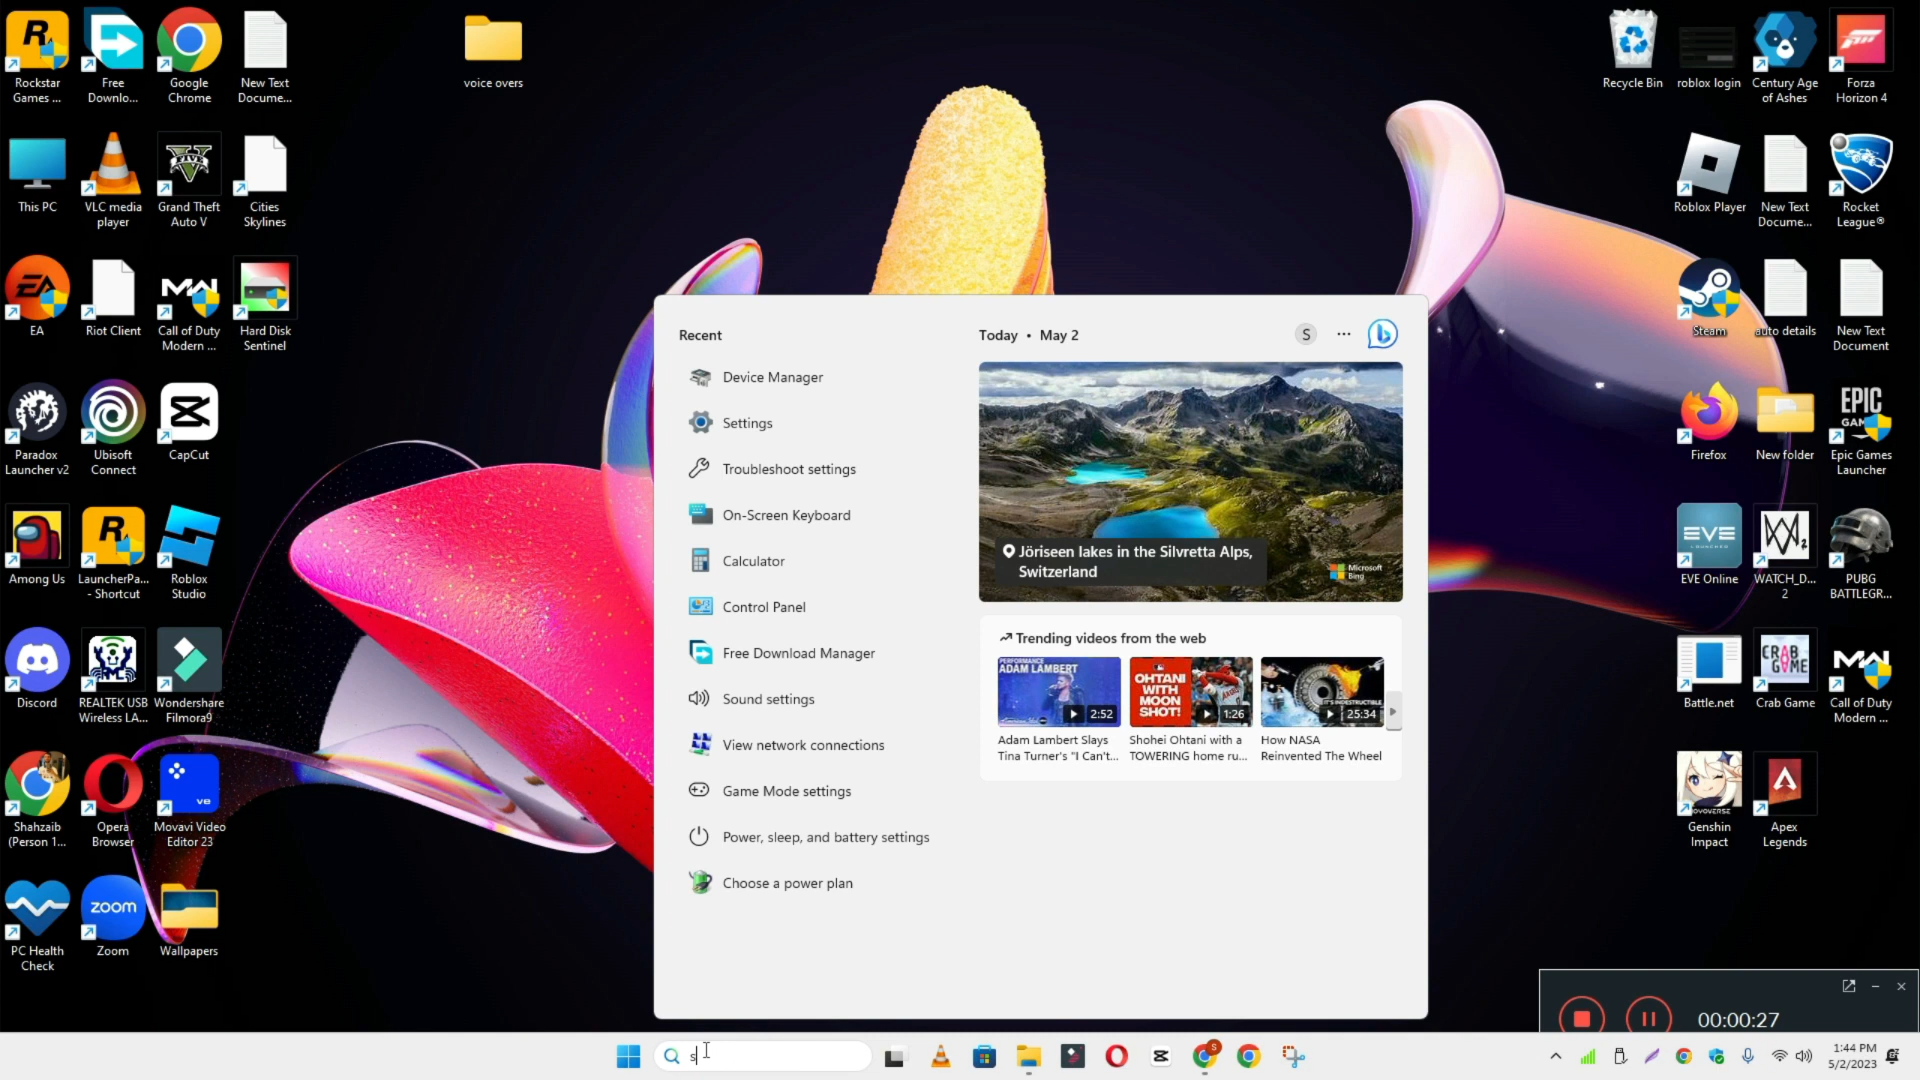 Rockstar
Games ...
Free
Downlo...
Google
Chrome
New Text
Docume...
voice overs
Recycle Bin
roblox login
Century Age
of Ashes
Forza
Horizon 4
This PC
VLC media
player
Grand Theft
Auto V
Cities
Skylines
Roblox Player
New Text
Docume...
Rocket
League®
EA
Riot Client
Call of Duty
Modern ...
Hard Disk
Sentinel
Steam
auto details
New Text
Document
Paradox
Launcher v2
Ubisoft
Connect
CapCut
Firefox
New folder
Epic Games
Launcher
Among Us
LauncherPa...
- Shortcut
Roblox
Studio
EVE Online
WATCH_D...
2
PUBG
BATTLEGR...
Discord
REALTEK USB
Wireless LA...
Wondershare
Filmora9
Battle.net
Crab Game
Call of Duty
Modern ...
Shahzaib
(Person 1...
Opera
Browser
Movavi Video
Editor 23
Genshin
Impact
Apex
Legends
PC Health
Check
zoom
Zoom
Wallpapers
Recent
Device Manager
Settings
Troubleshoot settings
On-Screen Keyboard
Calculator
Control Panel
Free Download Manager
Sound settings
View network connections
Game Mode settings
Power, sleep, and battery settings
Choose a power plan
Today • May 2
S
Jöriseen lakes in the Silvretta Alps,
Switzerland
Microsoft
Bing
Trending videos from the web
PERFORMANCE
ADAM LAMBERT
2:52
OHTANI
WITH
MOON
SHOT!
1:26
IT'S INDESTRUCTIBLE
25:34
Adam Lambert Slays
Tina Turner's "I Can't...
Shohei Ohtani with a
TOWERING home ru...
How NASA
Reinvented The Wheel
00:00:27
s
1:44 PM
5/2/2023